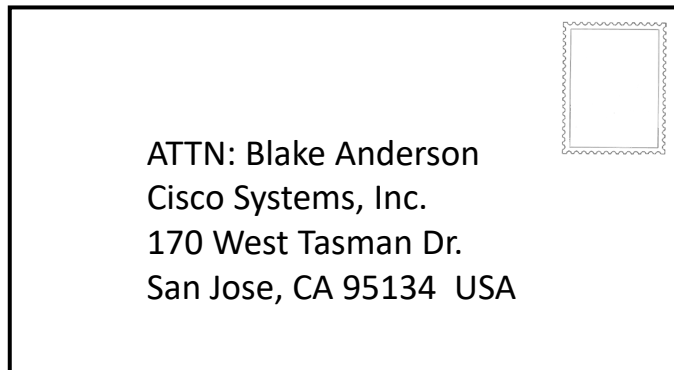 ATTN: Blake Anderson
Cisco Systems, Inc.
170 West Tasman Dr.
San Jose, CA 95134  USA